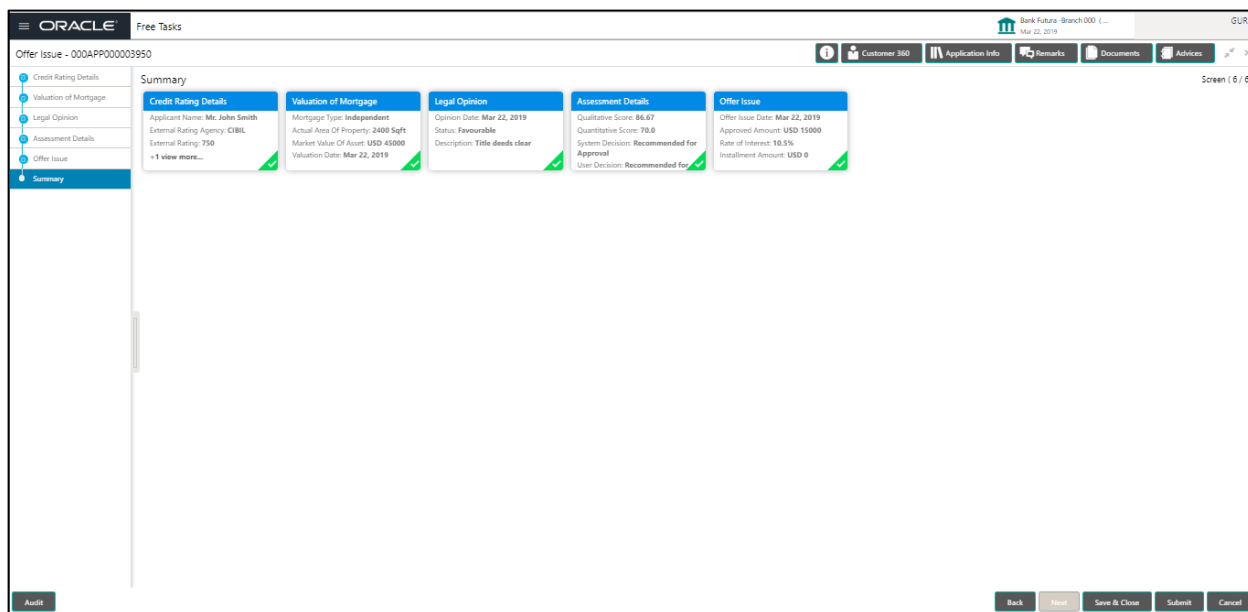 ORACLE
Free Tasks
Bank Futura -Branch 000 ( ...
Mar 22, 2019
GUR
Offer Issue - 000APP000003950
Customer 360
Application Info
Remarks
Documents
Advices
Credit Rating Details
Valuation of Mortgage
Legal Opinion
Assessment Details
Offer Issue
Summary
Summary
Screen ( 6 / 6
Credit Rating Details
Applicant Name: Mr. John Smith
External Rating Agency: CIBIL
External Rating: 750
+1 view more...
Valuation of Mortgage
Mortgage Type: Independent
Actual Area Of Property: 2400 Sqft
Market Value Of Asset: USD 45000
Valuation Date: Mar 22, 2019
Legal Opinion
Opinion Date: Mar 22, 2019
Status: Favourable
Description: Title deeds clear
Assessment Details
Qualitative Score: 86.67
Quantitative Score: 70.0
System Decision: Recommended for
Approval
User Decision: Recommended for
Offer Issue
Offer Issue Date: Mar 22, 2019
Approved Amount: USD 15000
Rate of Interest: 10.5%
Installment Amount: USD 0
Audit
Back
Next
Save & Close
Submit
Cancel